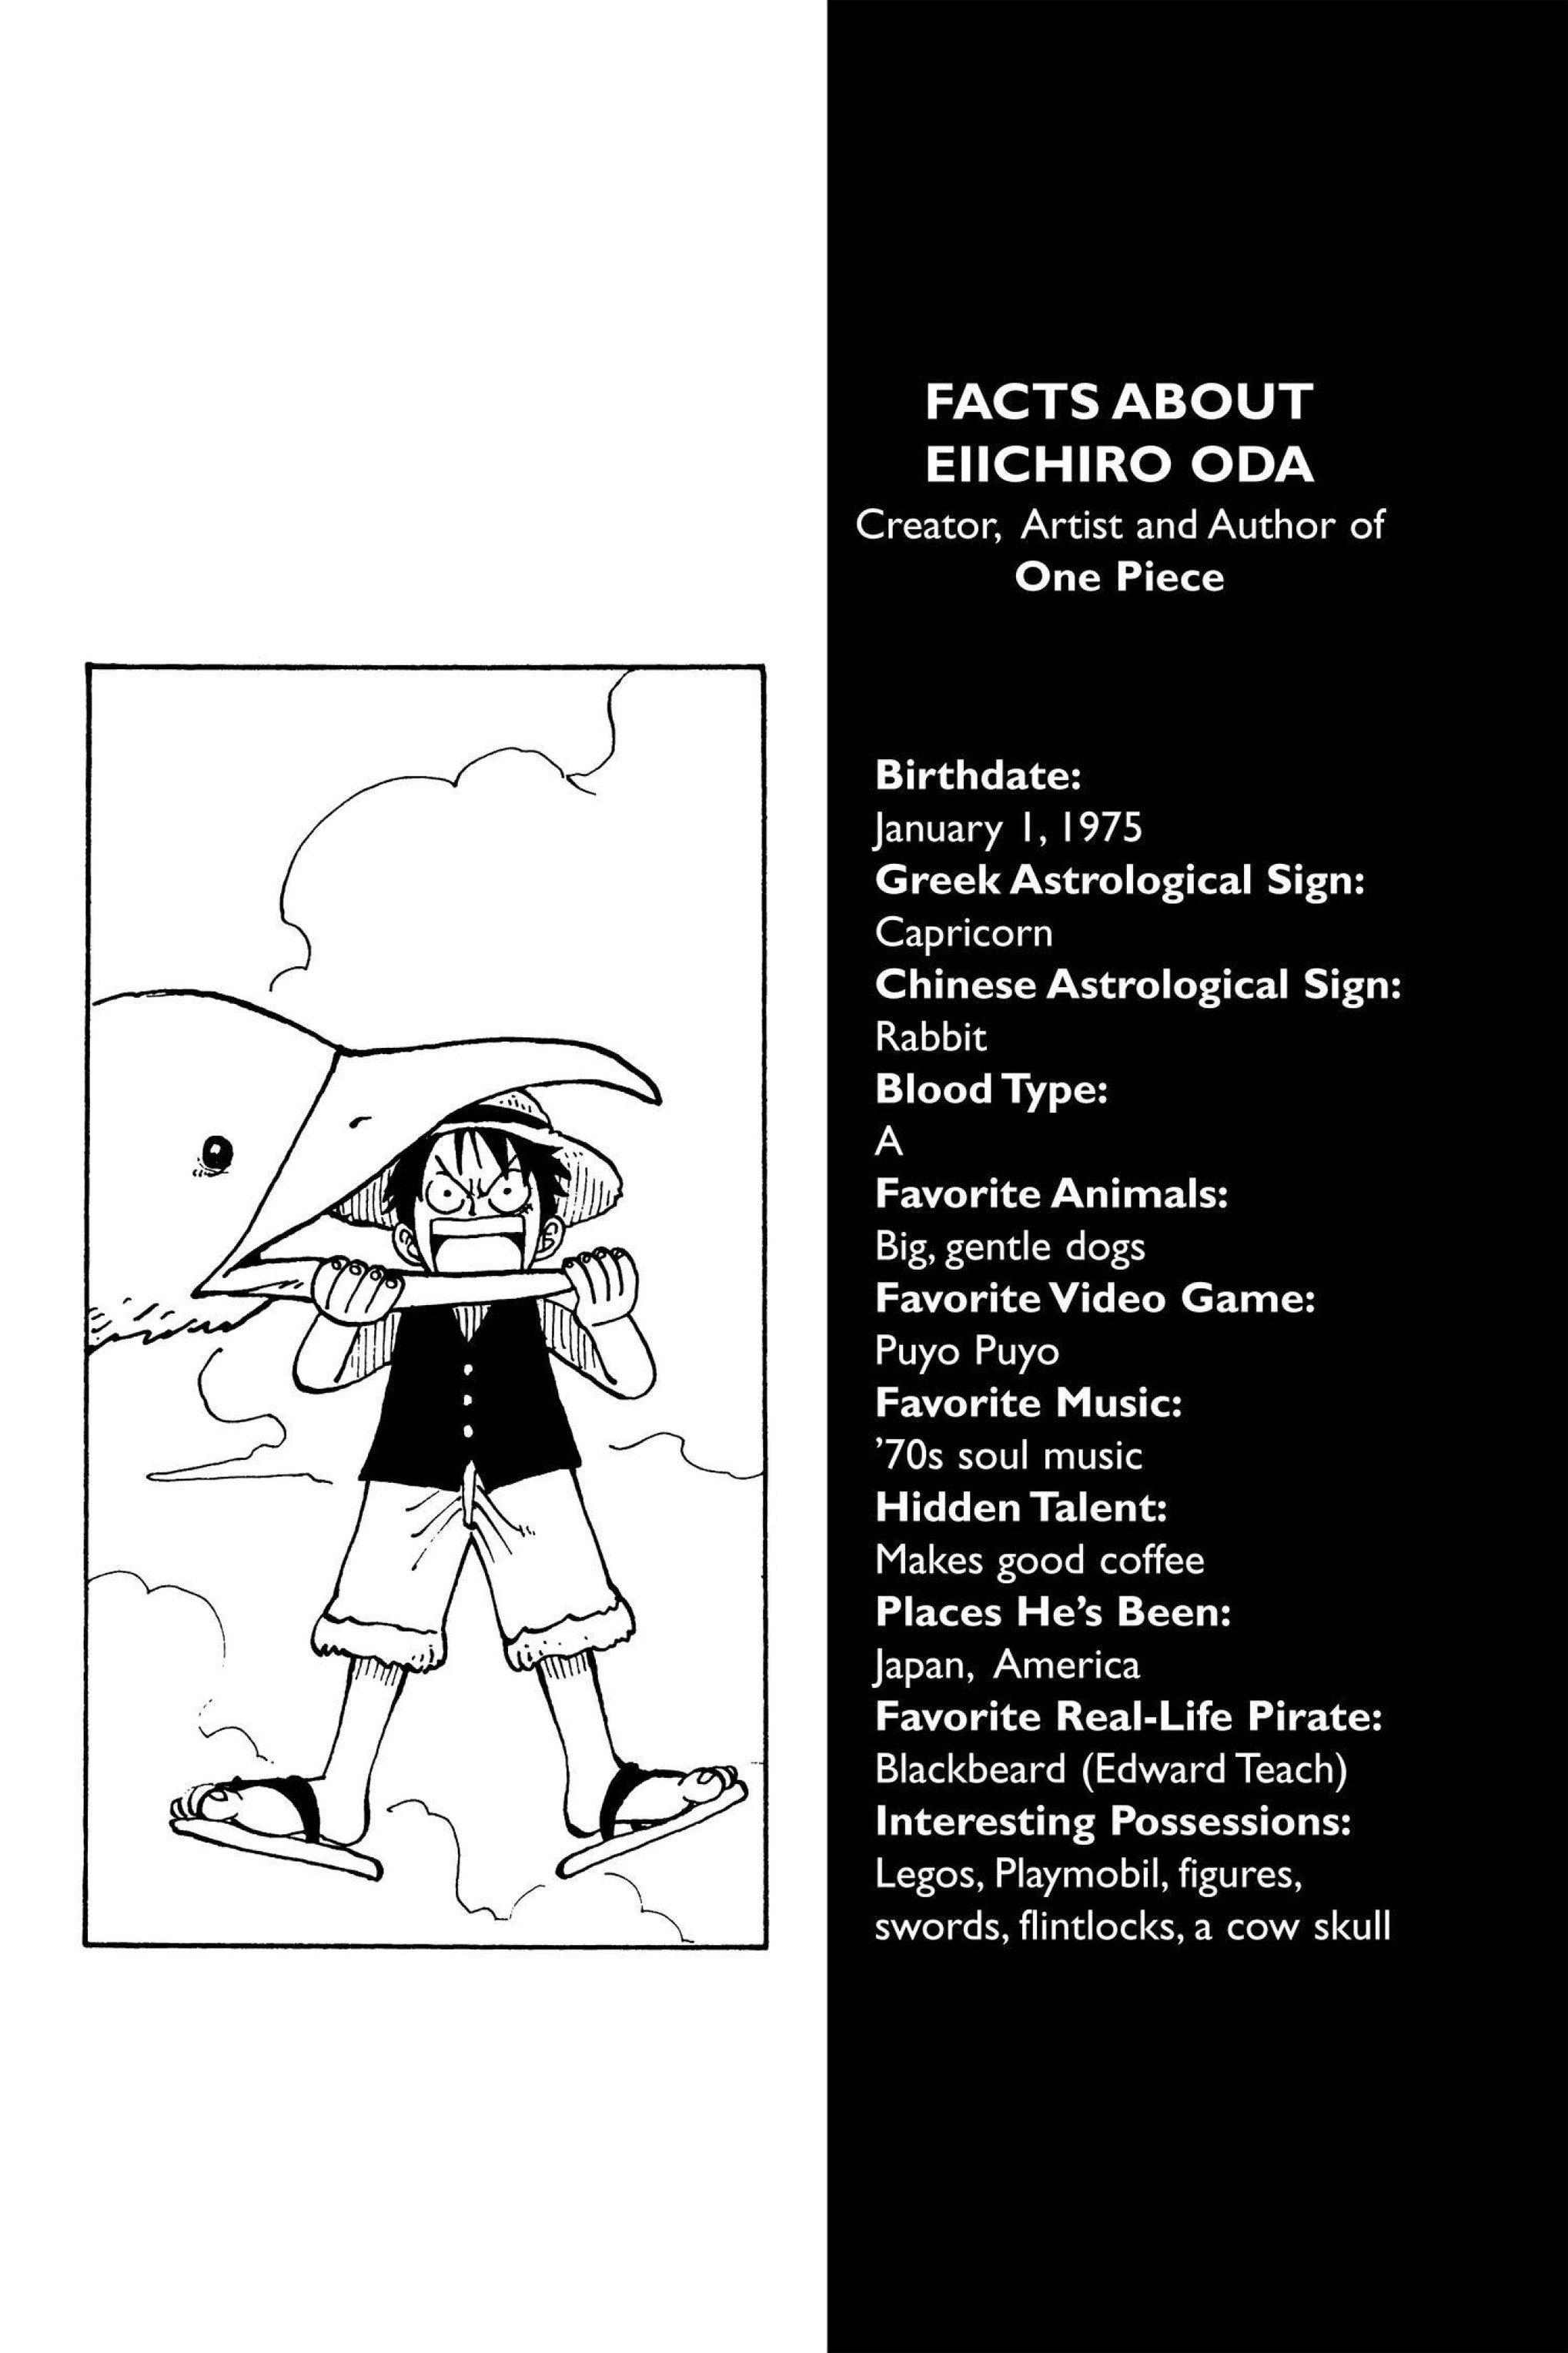 FACTS ABOUT
EIICHIRO ODA
Creator, Artist and Author of
One Piece
Birthdate:
January 1, 1975
Greek Astrological Sign:
Capricorn
Chinese Astrological Sign:
Rabbit
Blood Type:
A
Favorite Animals:
Big, gentle dogs
Favorite Video Game:
Puyo Puyo
Favorite Music:
’70s soul music
Hidden Talent:
Makes good coffee
Places He’s Been:
Japan, America
Favorite Real-Life Pirate:
Blackbeard (Edward Teach)
Interesting Possessions:
Legos, Playmobil, figures,
swords, flintlocks, a cow skull